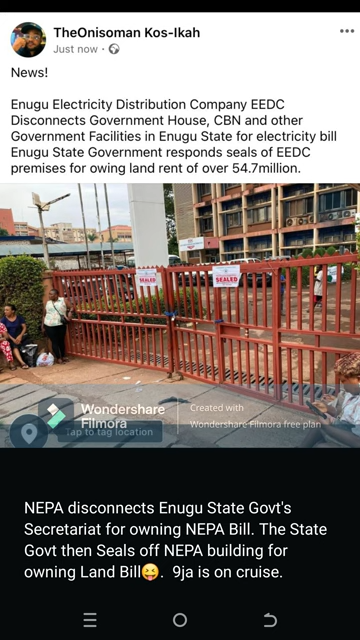 TheOnisoman Kos-Ikah
Just now
News!
Enugu Electricity Distribution Company EEDC
Disconnects Government House, CBN and other
Government Facilities in Enugu State for electricity bill
Enugu State Government responds seals of EEDC
premises for owing land rent of over 54.7million.
SEALED
SEALED
Wondershare
Filmora
Created with
Wondershare Filmora free plan
Tap to tag location
NEPA disconnects Enugu State Govt's
Secretariat for owning NEPA Bill. The State
Govt then Seals off NEPA building for
owning Land Bill😝. 9ja is on cruise.